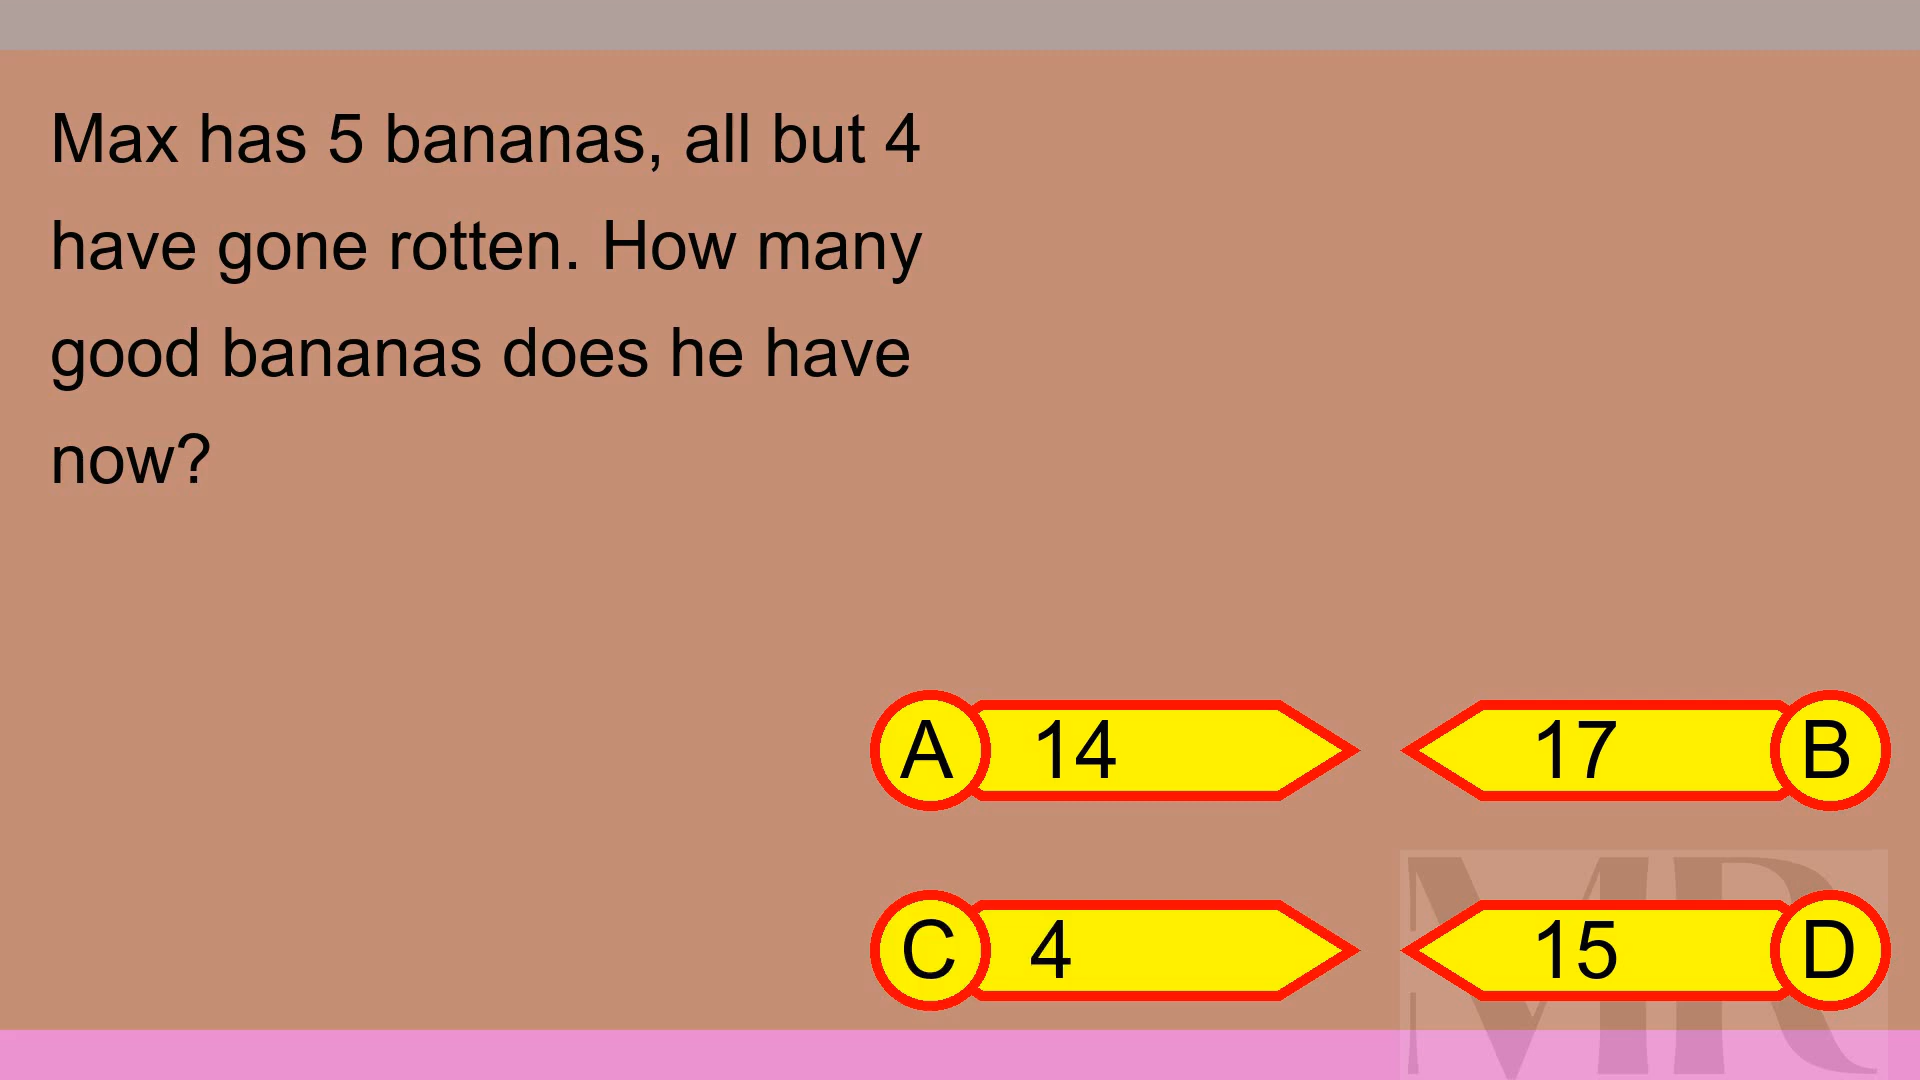 Max has 5 bananas, all but 4
have gone rotten. How many
good bananas does he have
now?
A 14
17 B
C 4
15 D
MR